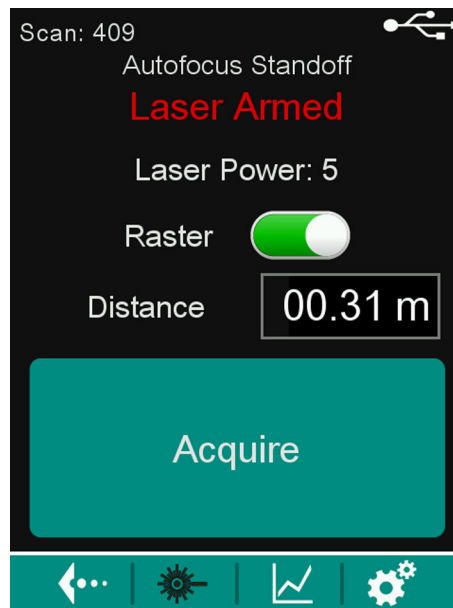 Scan: 409
Autofocus Standoff
Laser Armed
Laser Power: 5
Raster
Distance 00.31 m
Acquire